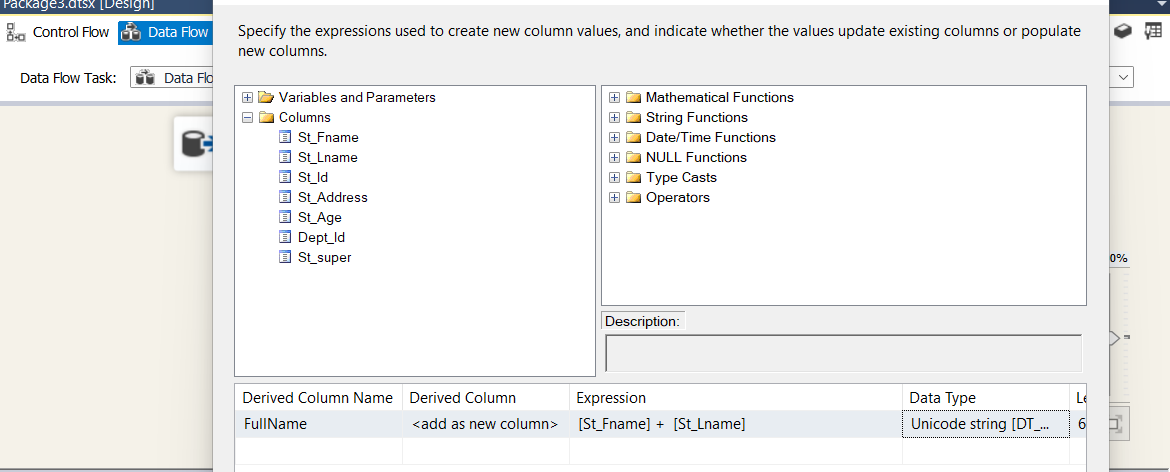 Package3.dtsx [Design]
Control Flow
Data Flow
Data Flow Task:
Data Flo
Specify the expressions used to create new column values, and indicate whether the values update existing columns or populate
new columns.
Variables and Parameters
Columns
St_Fname
St_Lname
St_Id
St_Address
St_Age
Dept_Id
St_super
Mathematical Functions
String Functions
Date/Time Functions
NULL Functions
Type Casts
Operators
Description:
0%
Derived Column Name Derived Column Expression Data Type Le
FullName <add as new column> [St_Fname] + [St_Lname] Unicode string [DT_... 6